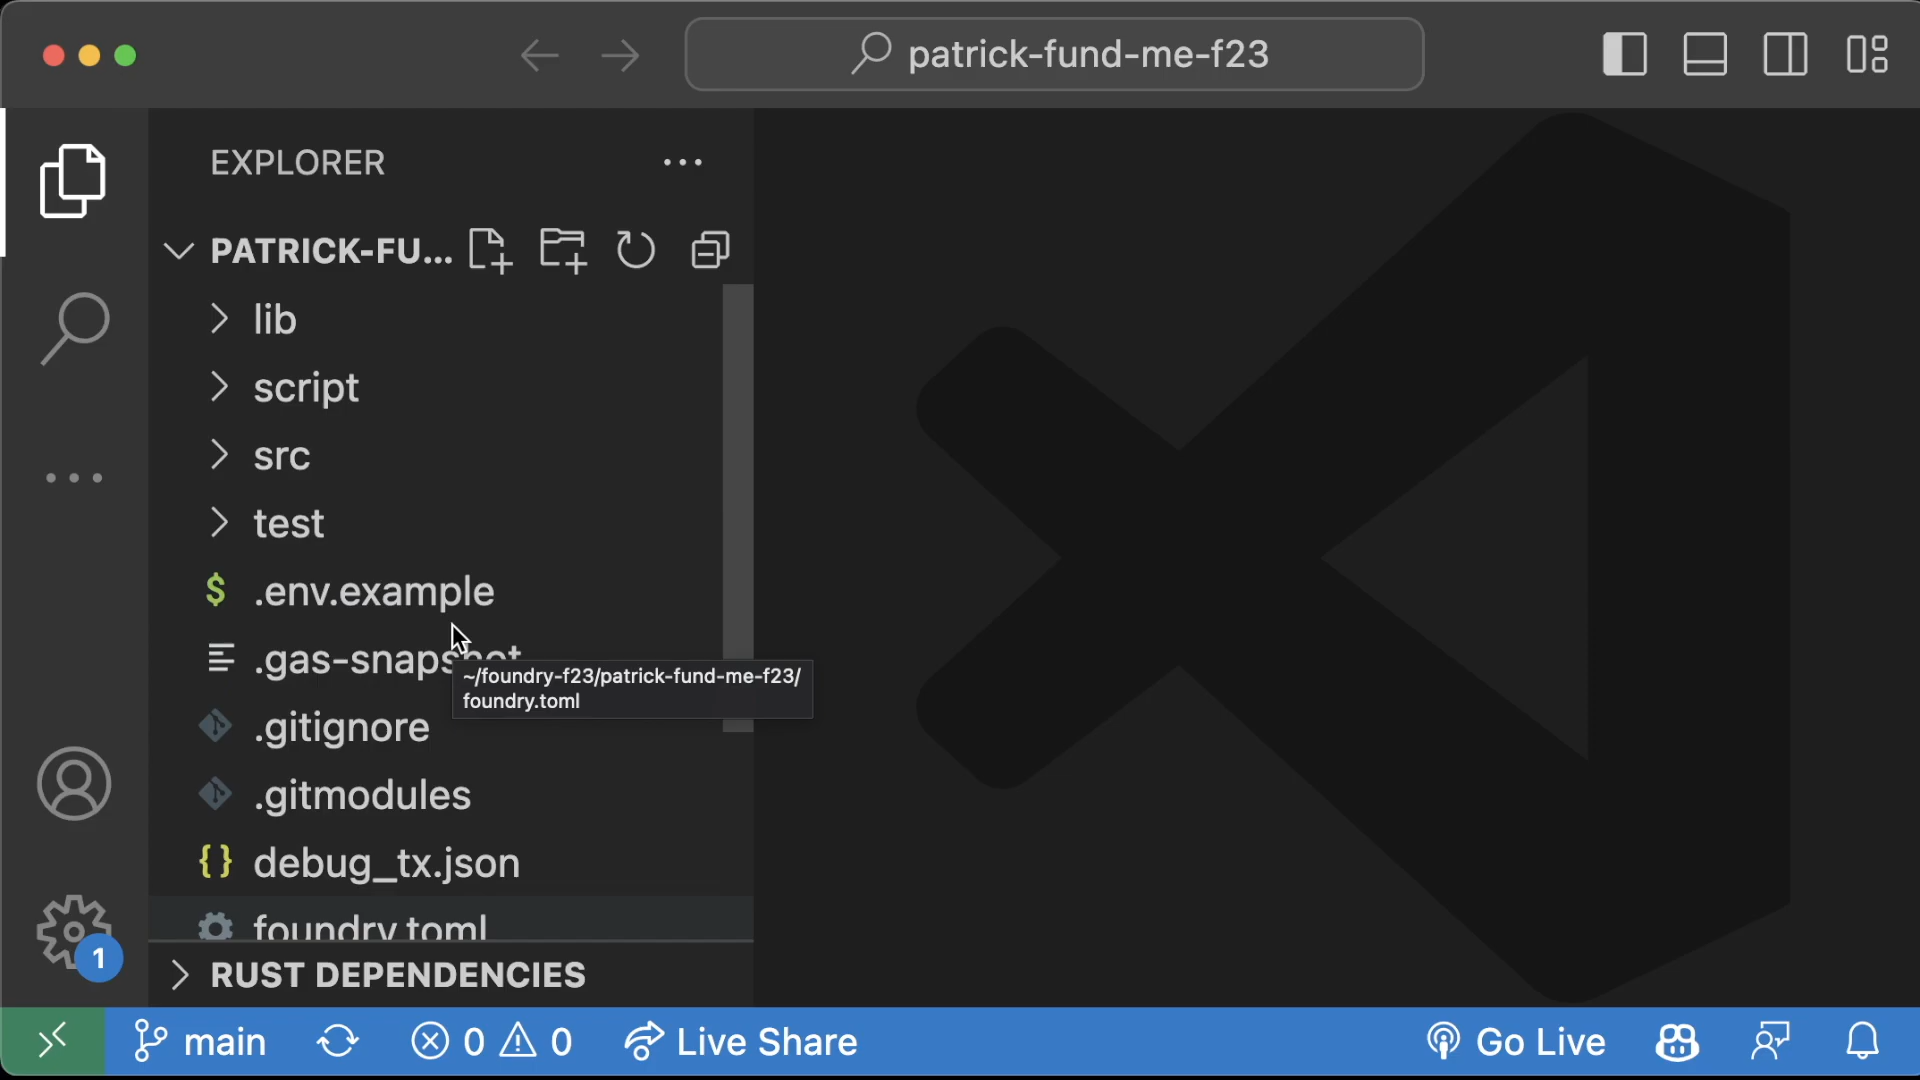 patrick-fund-me-f23
EXPLORER
PATRICK-FU...
lib
script
src
test
.env.example
.gas-snapshot
~/foundry-f23/patrick-fund-me-f23/
foundry.toml
.gitignore
.gitmodules
{} debug_tx.json
foundry.toml
1
RUST DEPENDENCIES
main 0 0 Live Share Go Live